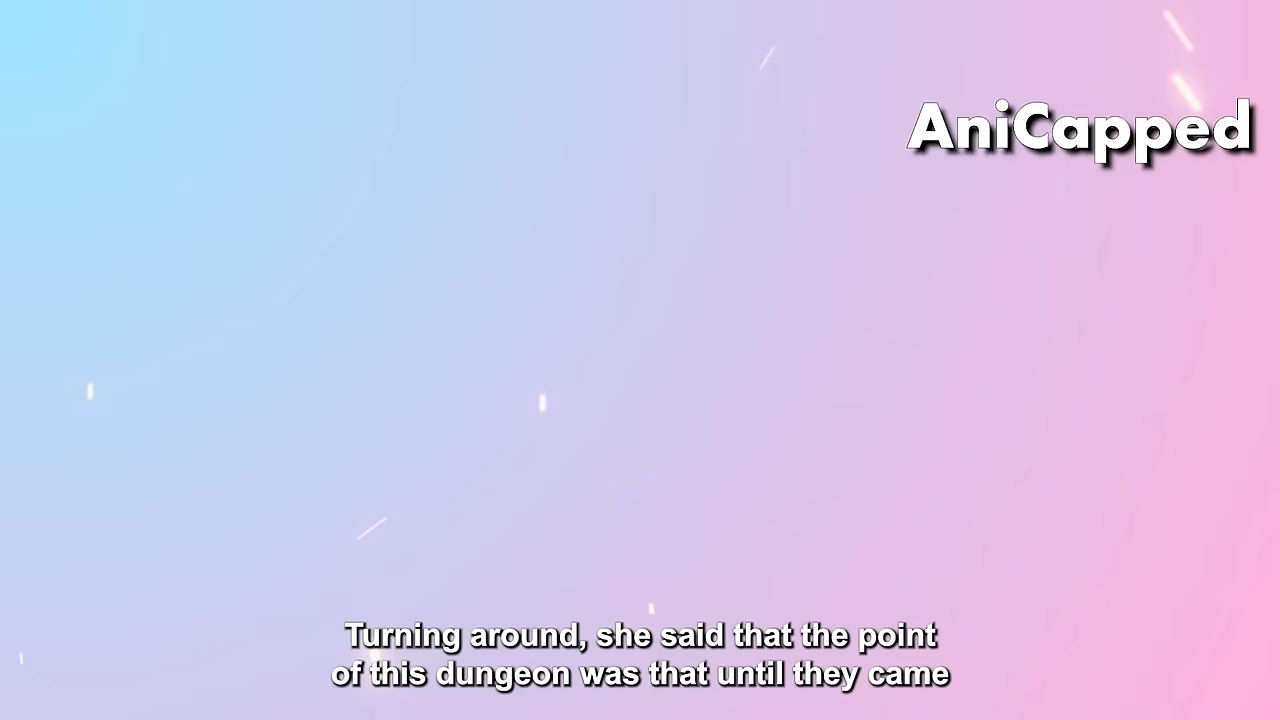 AniCapped
Turning around, she said that the point
of this dungeon was that until they came